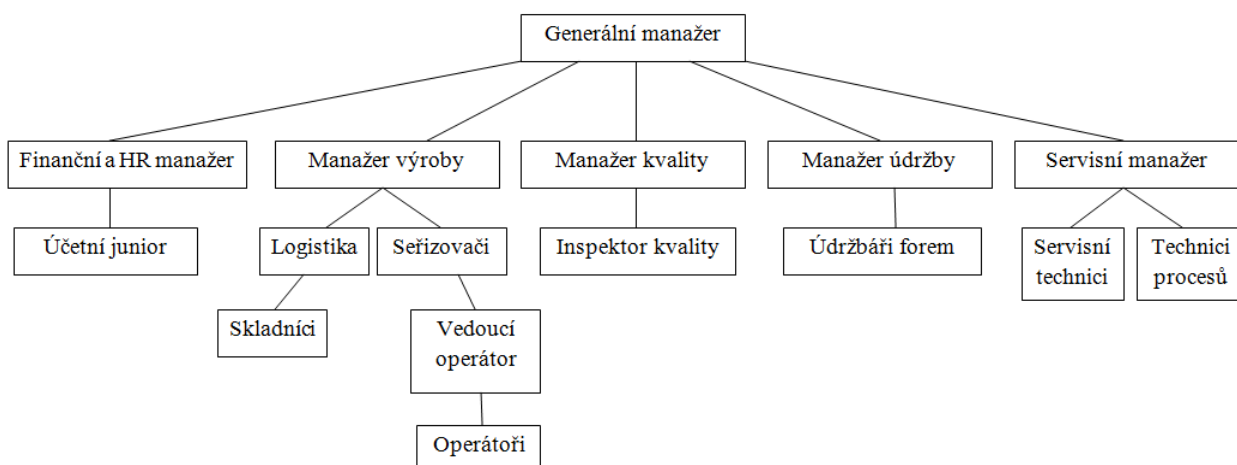 Generální manažer
Finanční a HR manažer
Manažer výroby
Manažer kvality
Manažer údržby
Servisní manažer
Účetní junior
Logistika
Seřizovači
Inspektor kvality
Údržbáři forem
Servisní
technici
Technici
procesů
Skladníci
Vedoucí
operátor
Operátoři